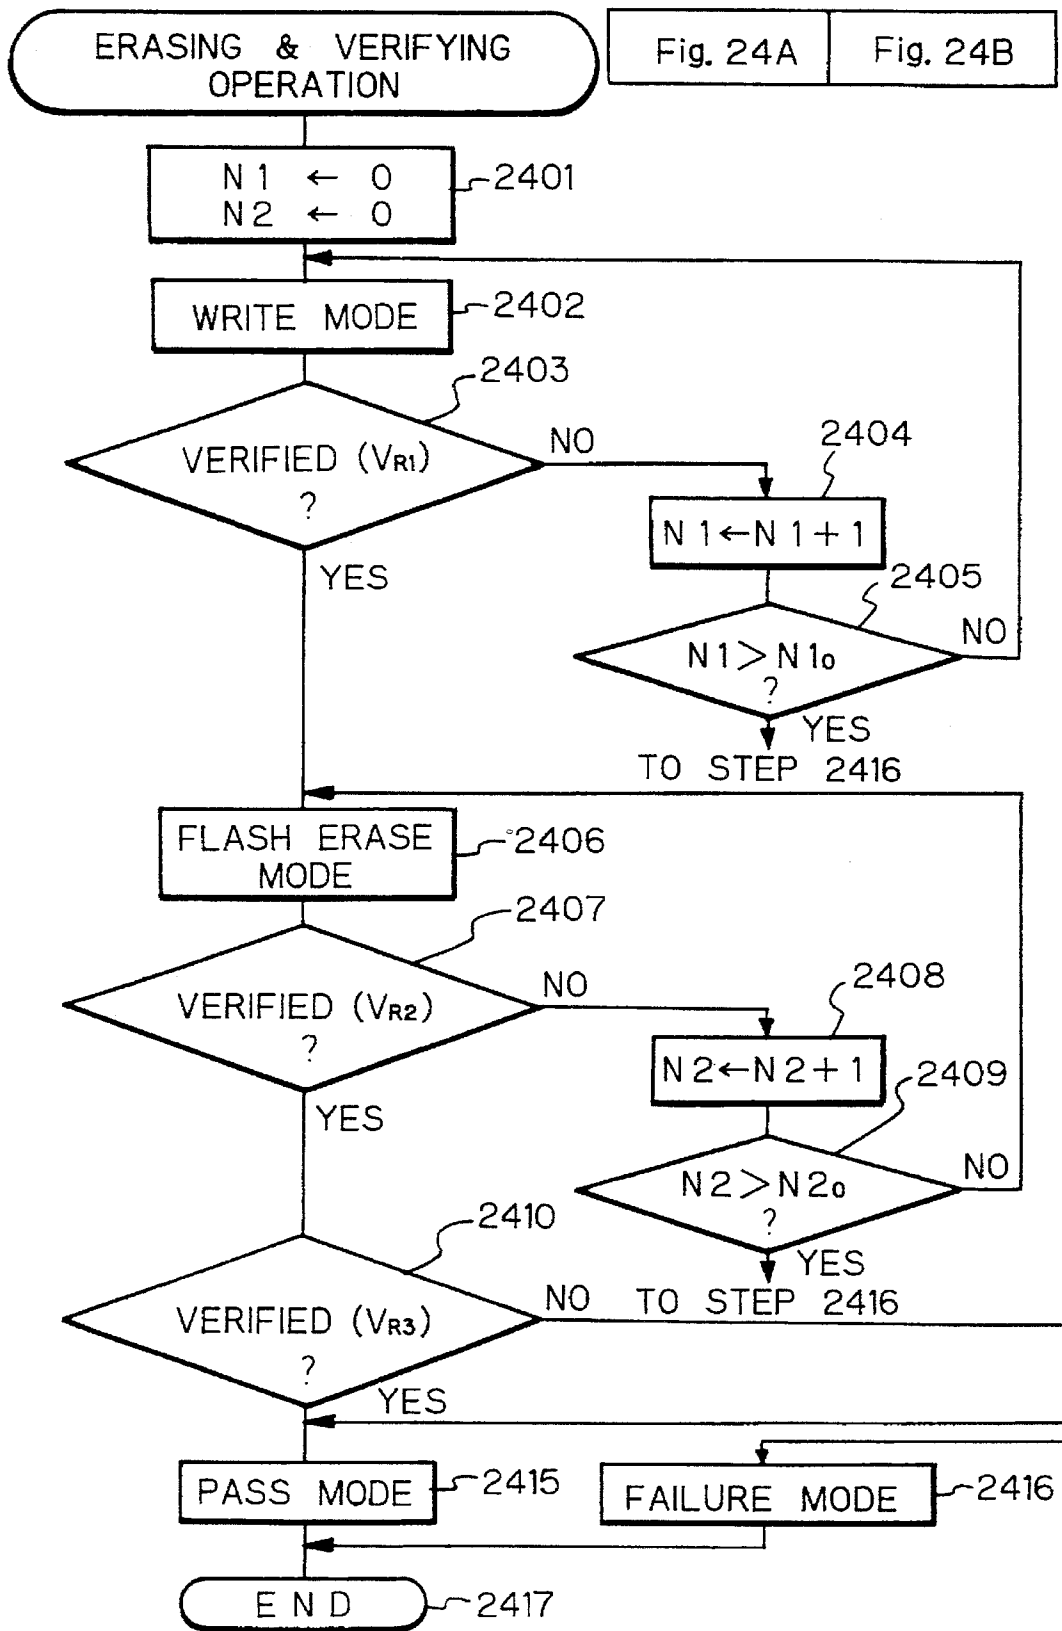 ERASING & VERIFYING
OPERATION
Fig. 24A
Fig. 24B
N1 ← 0
N2 ← 0
2401
WRITE MODE
2402
2403
VERIFIED (VR1)
?
NO
YES
2404
N1←N1+1
2405
N1>N10
?
NO
YES
TO STEP 2416
FLASH ERASE
MODE
2406
2407
VERIFIED (VR2)
?
NO
YES
2408
N2←N2+1
2409
N2>N20
?
NO
YES
TO STEP 2416
2410
VERIFIED (VR3)
?
NO
YES
PASS MODE
2415
FAILURE MODE
2416
END
2417